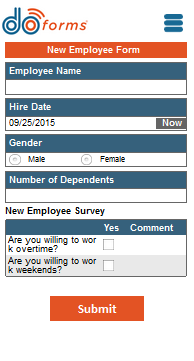 doforms
New Employee Form
Employee Name
Hire Date
09/25/2015 Now
Gender
Male Female
Number of Dependents
New Employee Survey
Yes Comment
Are you willing to wor
k overtime?
Are you willing to wor
k weekends?
Submit